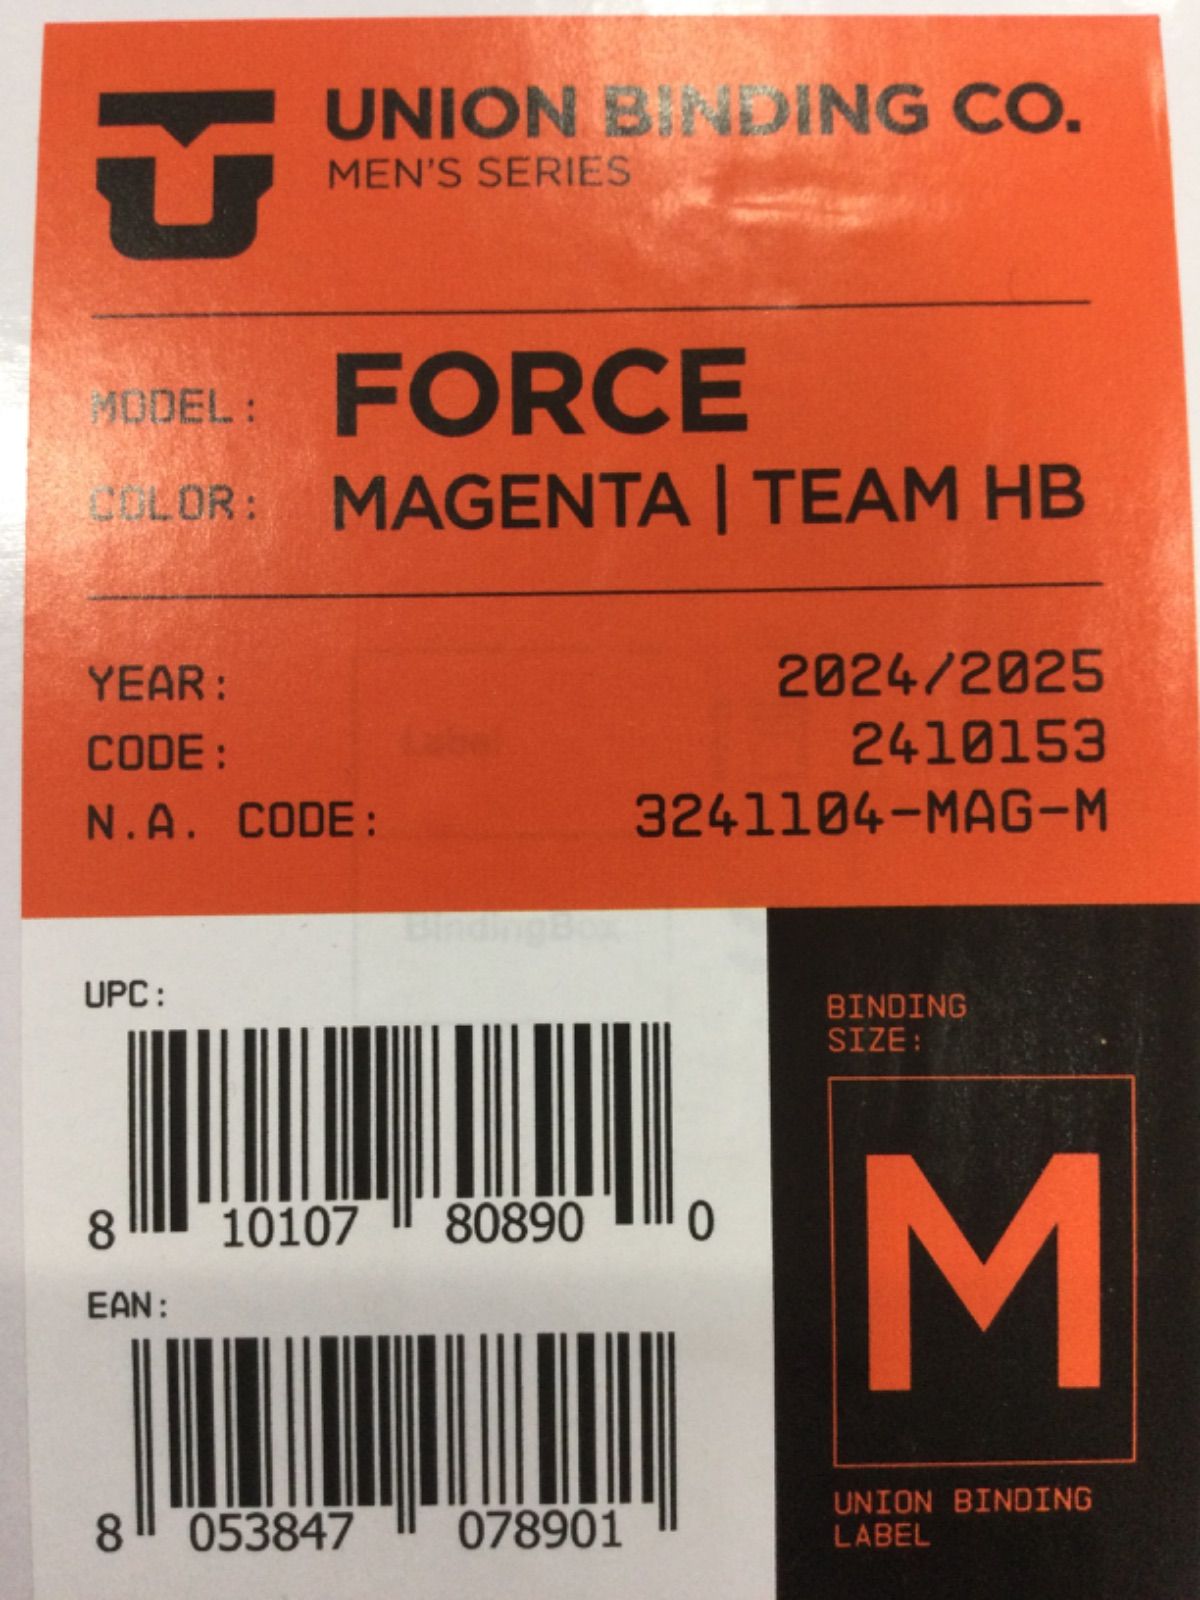 UNION BINDING CO.
MEN'S SERIES
MODEL: FORCE
COLOR: MAGENTA | TEAM HB
YEAR: 2024/2025
CODE: 2410153
N.A. CODE: 3241104-MAG-M
BindingBox
UPC:
8 10107 80890 0
EAN:
8 053847 078901
BINDING
SIZE:
M
UNION BINDING
LABEL